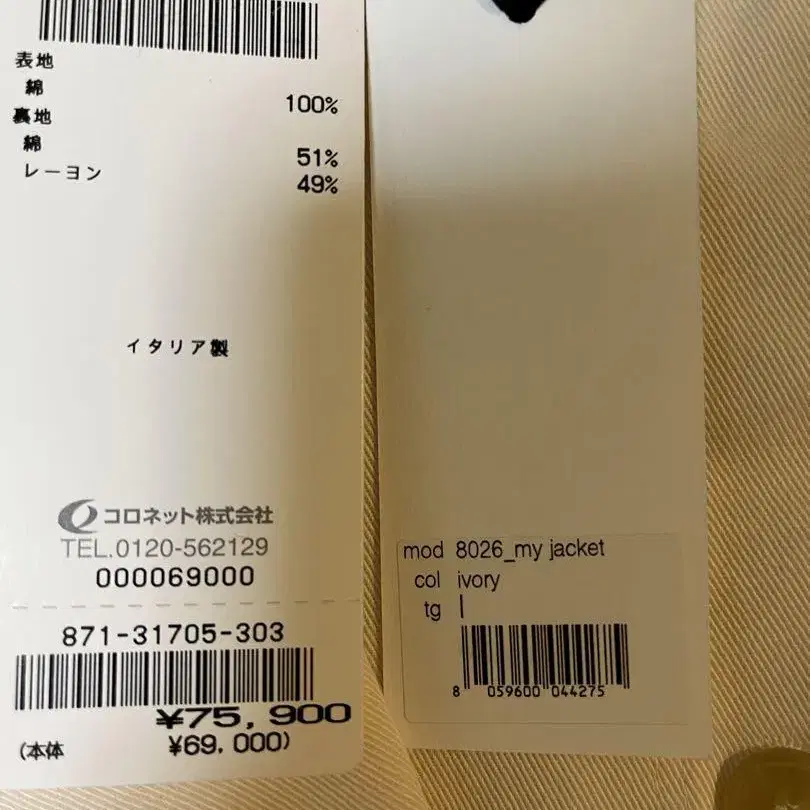 表地
綿 100%
裏地
綿 51%
レーヨン 49%
イタリア製
コロネット株式会社
TEL.0120-562129
000069000
871-31705-303
¥75,900
(本体 ¥69,000)
mod 8026_my jacket
col ivory
tg I
8 059600 044275